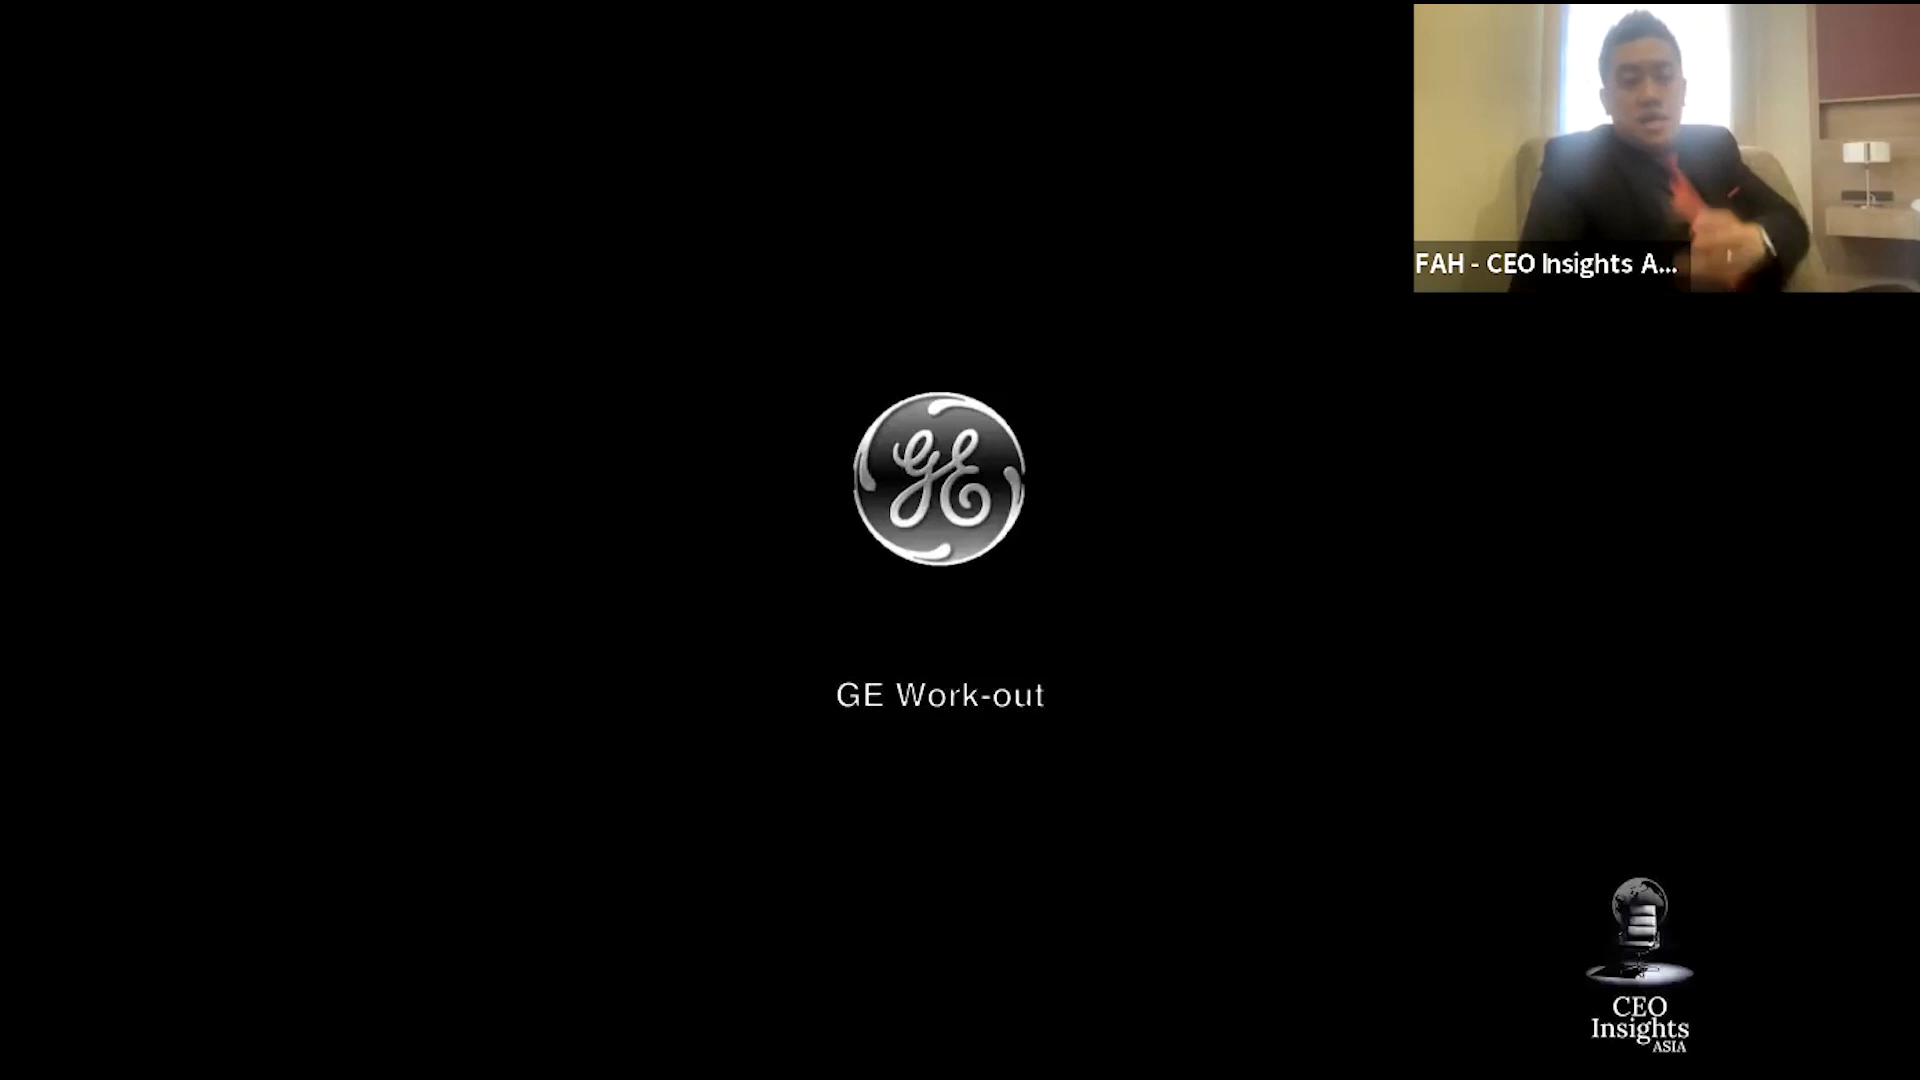 FAH - CEO Insights A...
GE
GE Work-out
CEO
Insights
ASIA